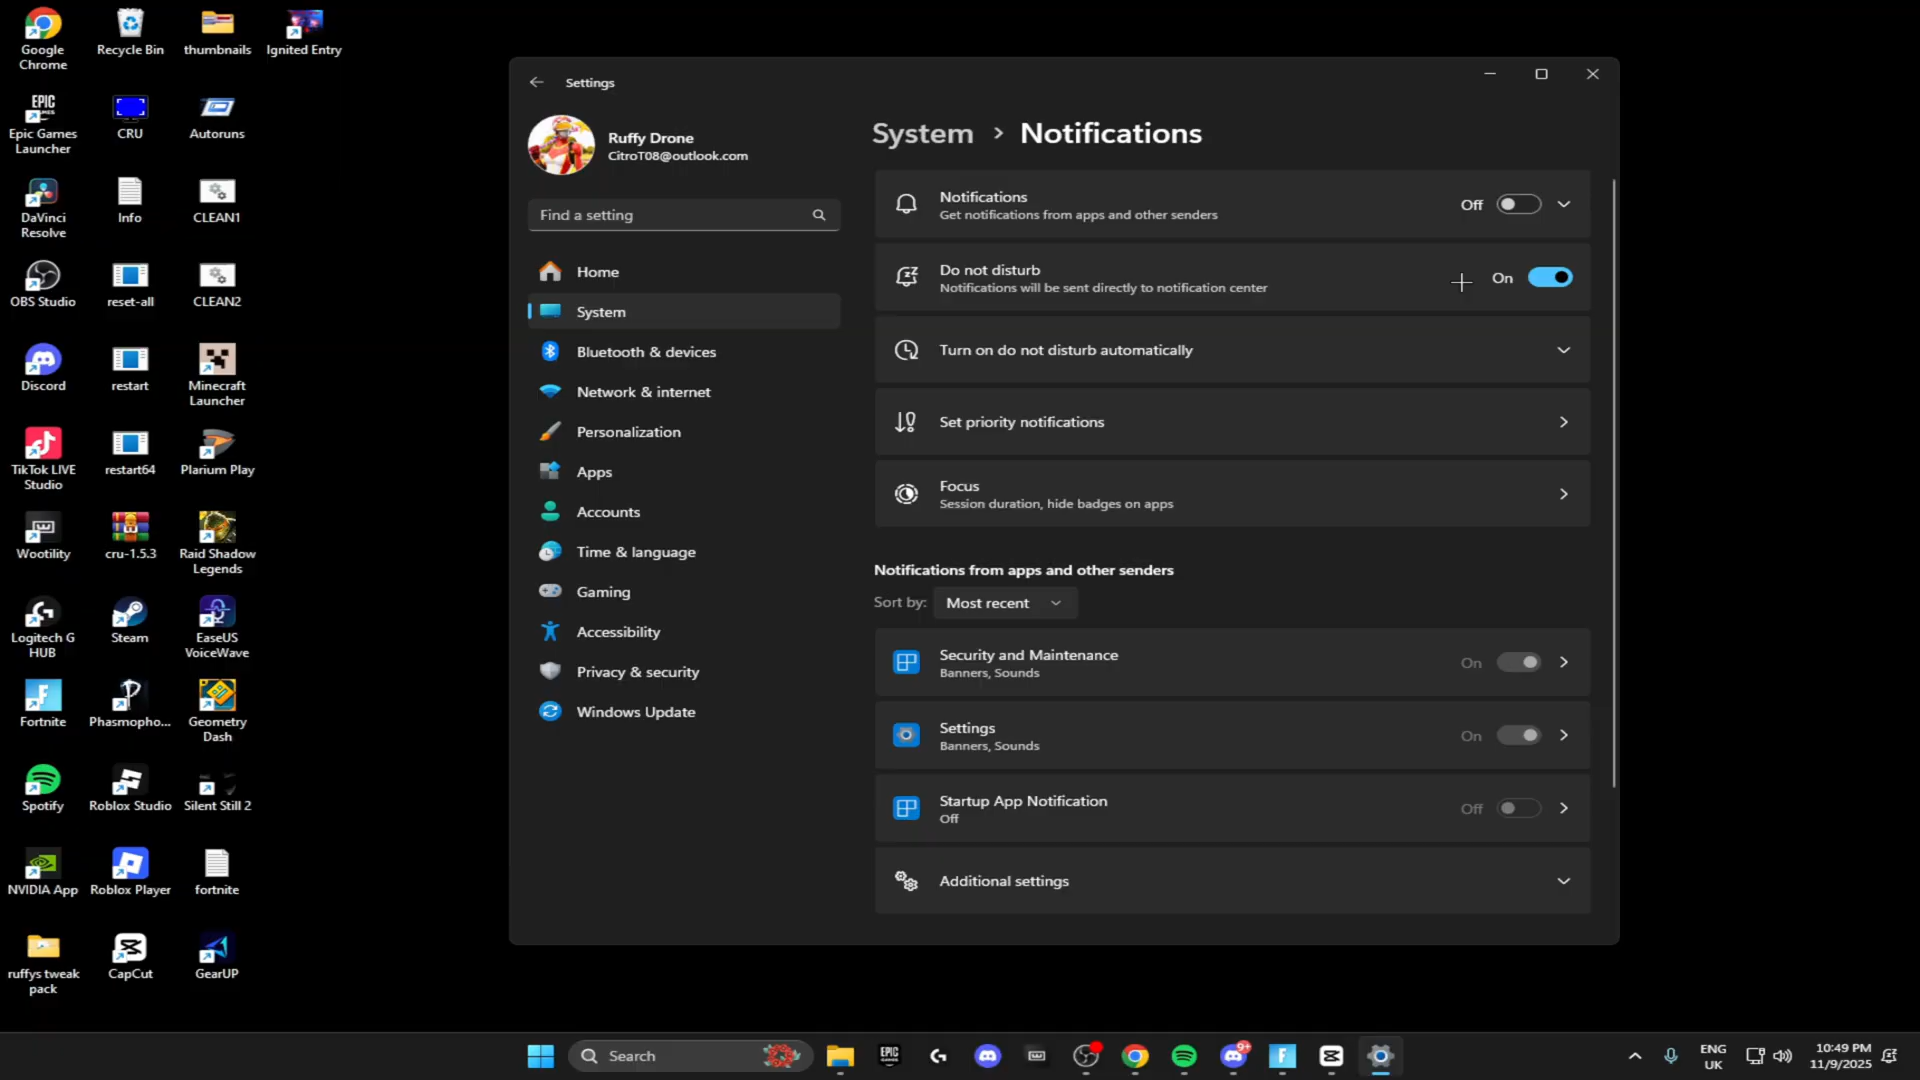 Google
Chrome
Recycle Bin
thumbnails
Ignited Entry
EPIC
GAMES
Epic Games
Launcher
CRU
Autoruns
DaVinci
Resolve
Info
CLEAN1
OBS Studio
reset-all
CLEAN2
Discord
restart
Minecraft
Launcher
TikTok LIVE
Studio
restart64
Plarium Play
Wootility
cru-1.5.3
Raid Shadow
Legends
Logitech G
HUB
Steam
EaseUS
VoiceWave
Fortnite
Phasmopho...
Geometry
Dash
Spotify
Roblox Studio
Silent Still 2
NVIDIA App
Roblox Player
fortnite
ruffys tweak
pack
CapCut
GearUP
Settings
Ruffy Drone
CitroT08@outlook.com
Find a setting
Home
System
Bluetooth & devices
Network & internet
Personalization
Apps
Accounts
Time & language
Gaming
Accessibility
Privacy & security
Windows Update
System > Notifications
Notifications
Get notifications from apps and other senders
Off
Do not disturb
Notifications will be sent directly to notification center
On
Turn on do not disturb automatically
Set priority notifications
Focus
Session duration, hide badges on apps
Notifications from apps and other senders
Sort by: Most recent
Security and Maintenance
Banners, Sounds
On
Settings
Banners, Sounds
On
Startup App Notification
Off
Off
Additional settings
Search
EPIC
GAMES
9+
ENG
UK
10:49 PM
11/9/2025